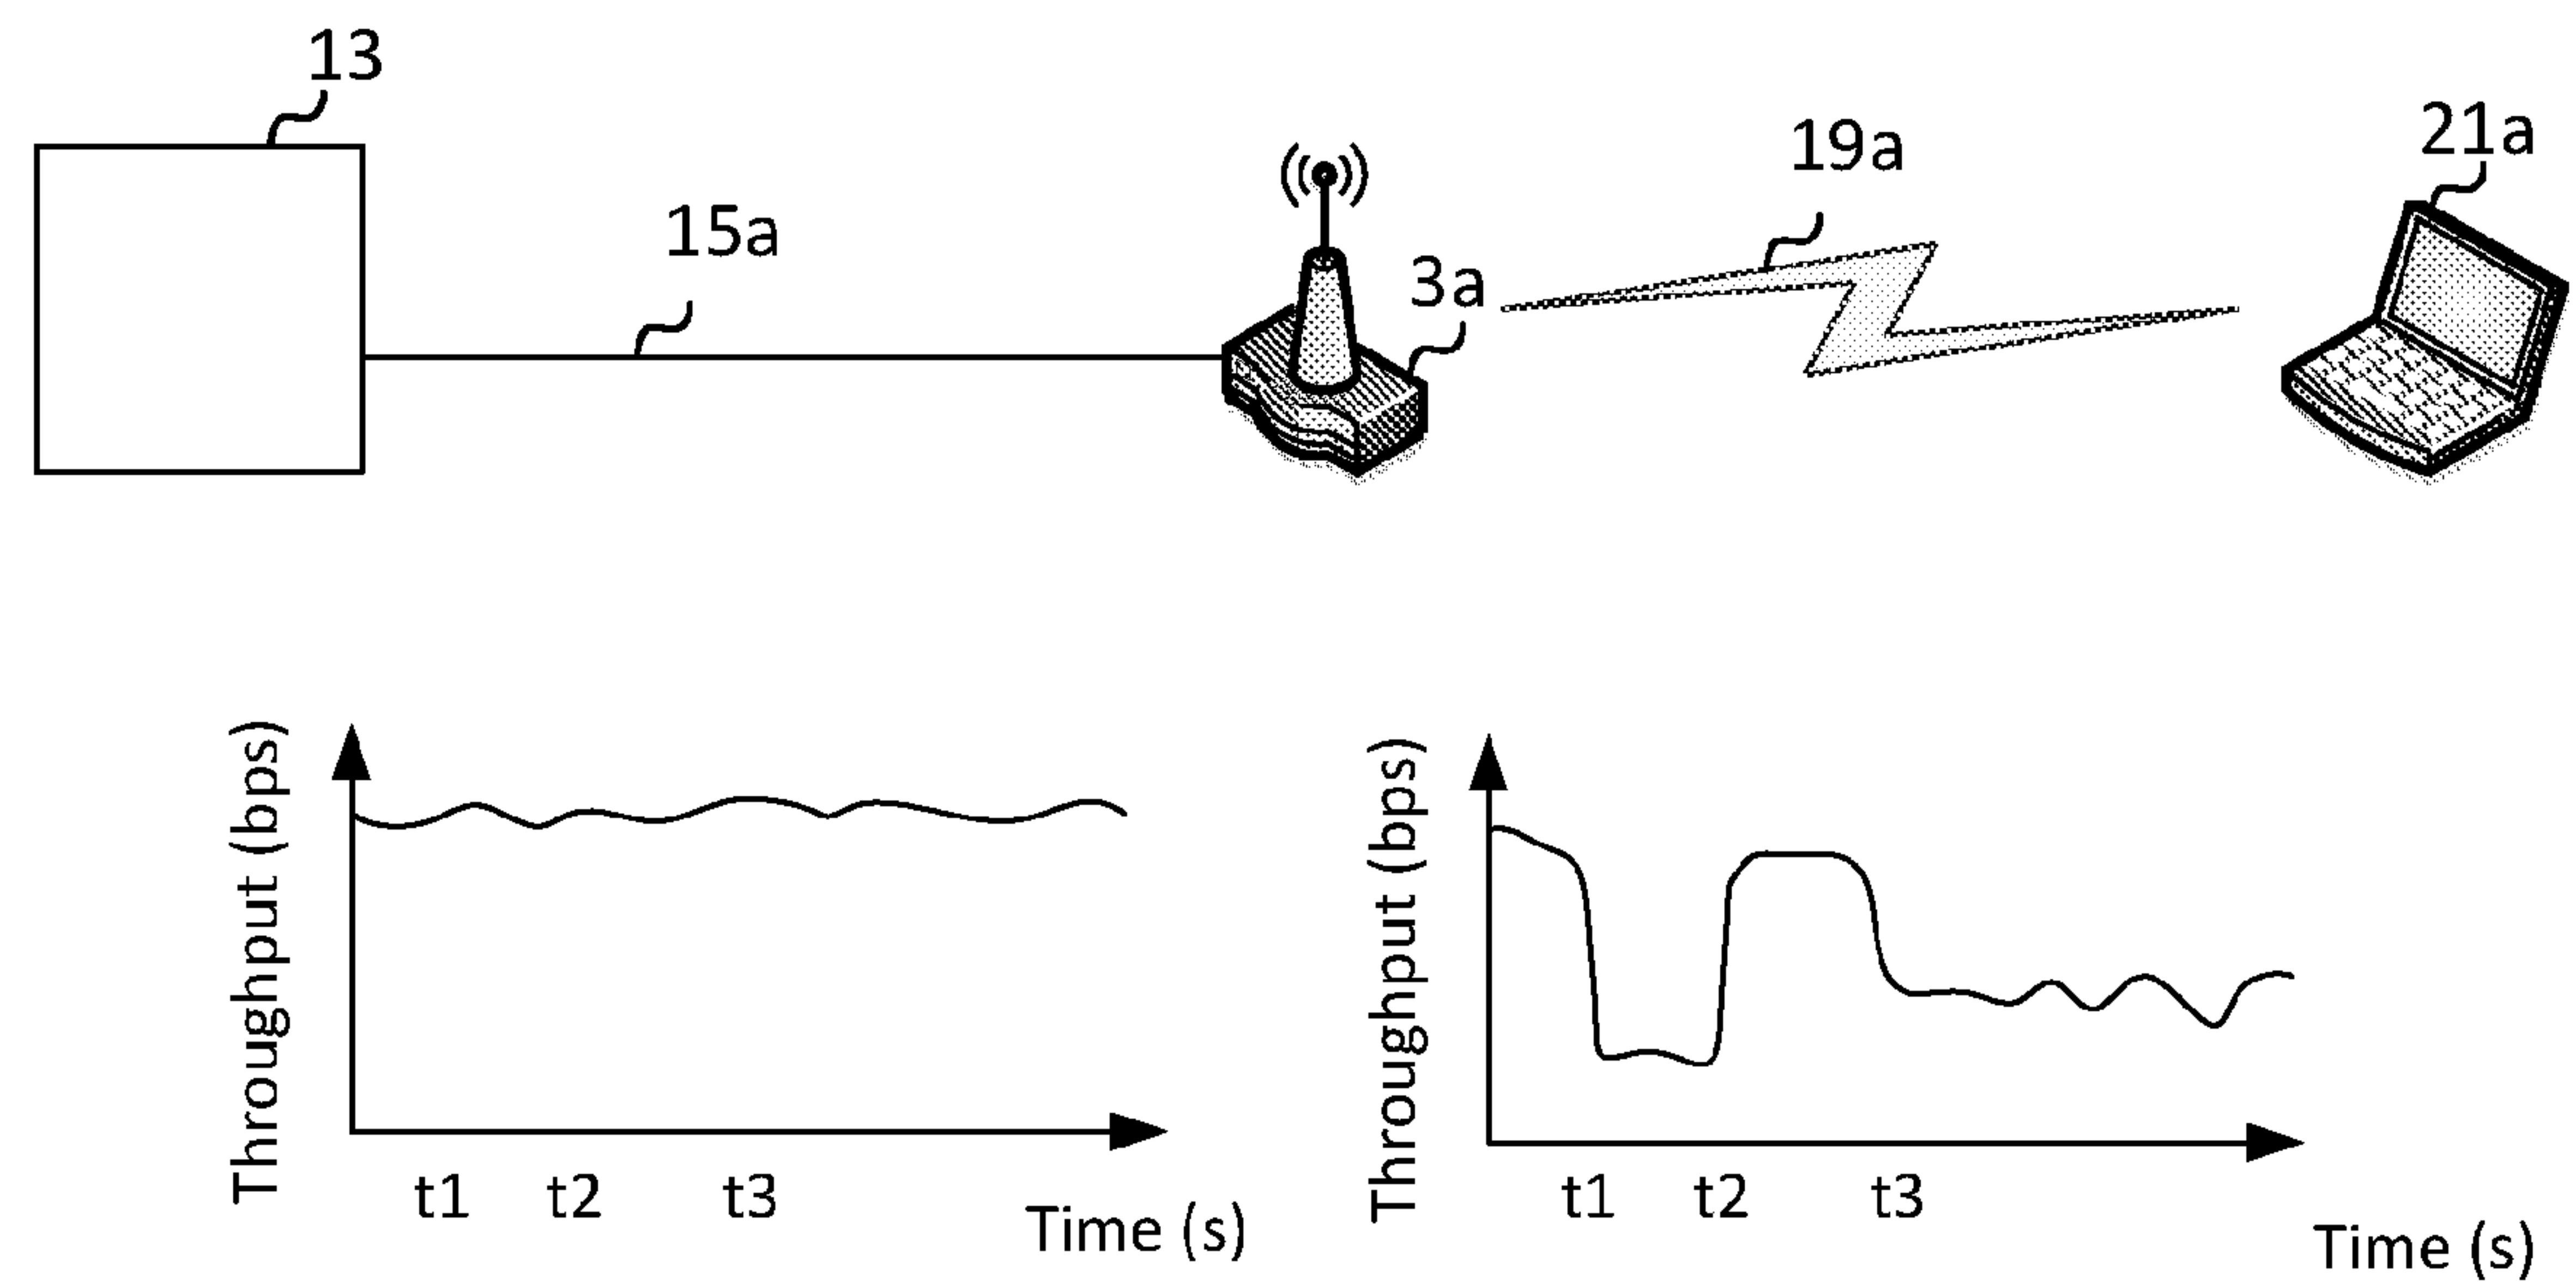 13
15a
3a
19a
21a
Throughput (bps)
t1 t2 t3
Time (s)
Throughput (bps)
t1 t2 t3
Time (s)